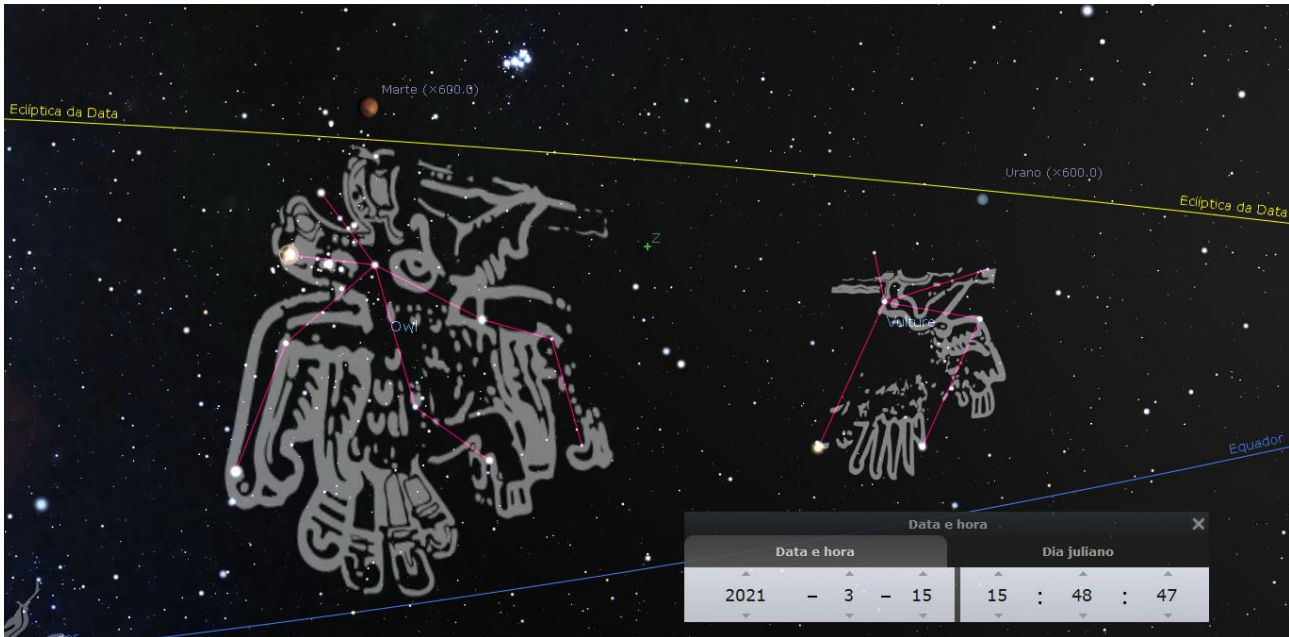 Marte (×600.0)
Eclíptica da Data
Urano (×600.0)
Eclíptica da Data
Z
Owl
Vulture
Equador
Data e hora ×
Data e hora Dia juliano
2021 – 3 – 15 15 : 48 : 47